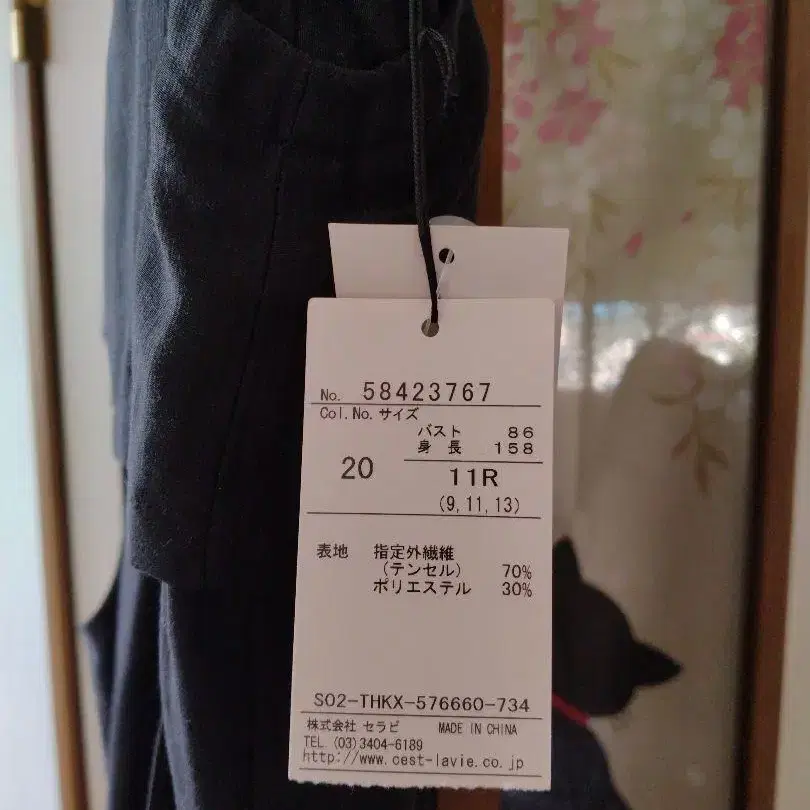 No. 58423767
Col.No. サイズ
バスト 86
身 長 158
20 11R
(9,11,13)
表地 指定外繊維
(テンセル) 70%
ポリエステル 30%
S02-THKX-576660-734
株式会社 セラビ MADE IN CHINA
TEL (03)3404-6189
http://www.cest-lavie.co.jp